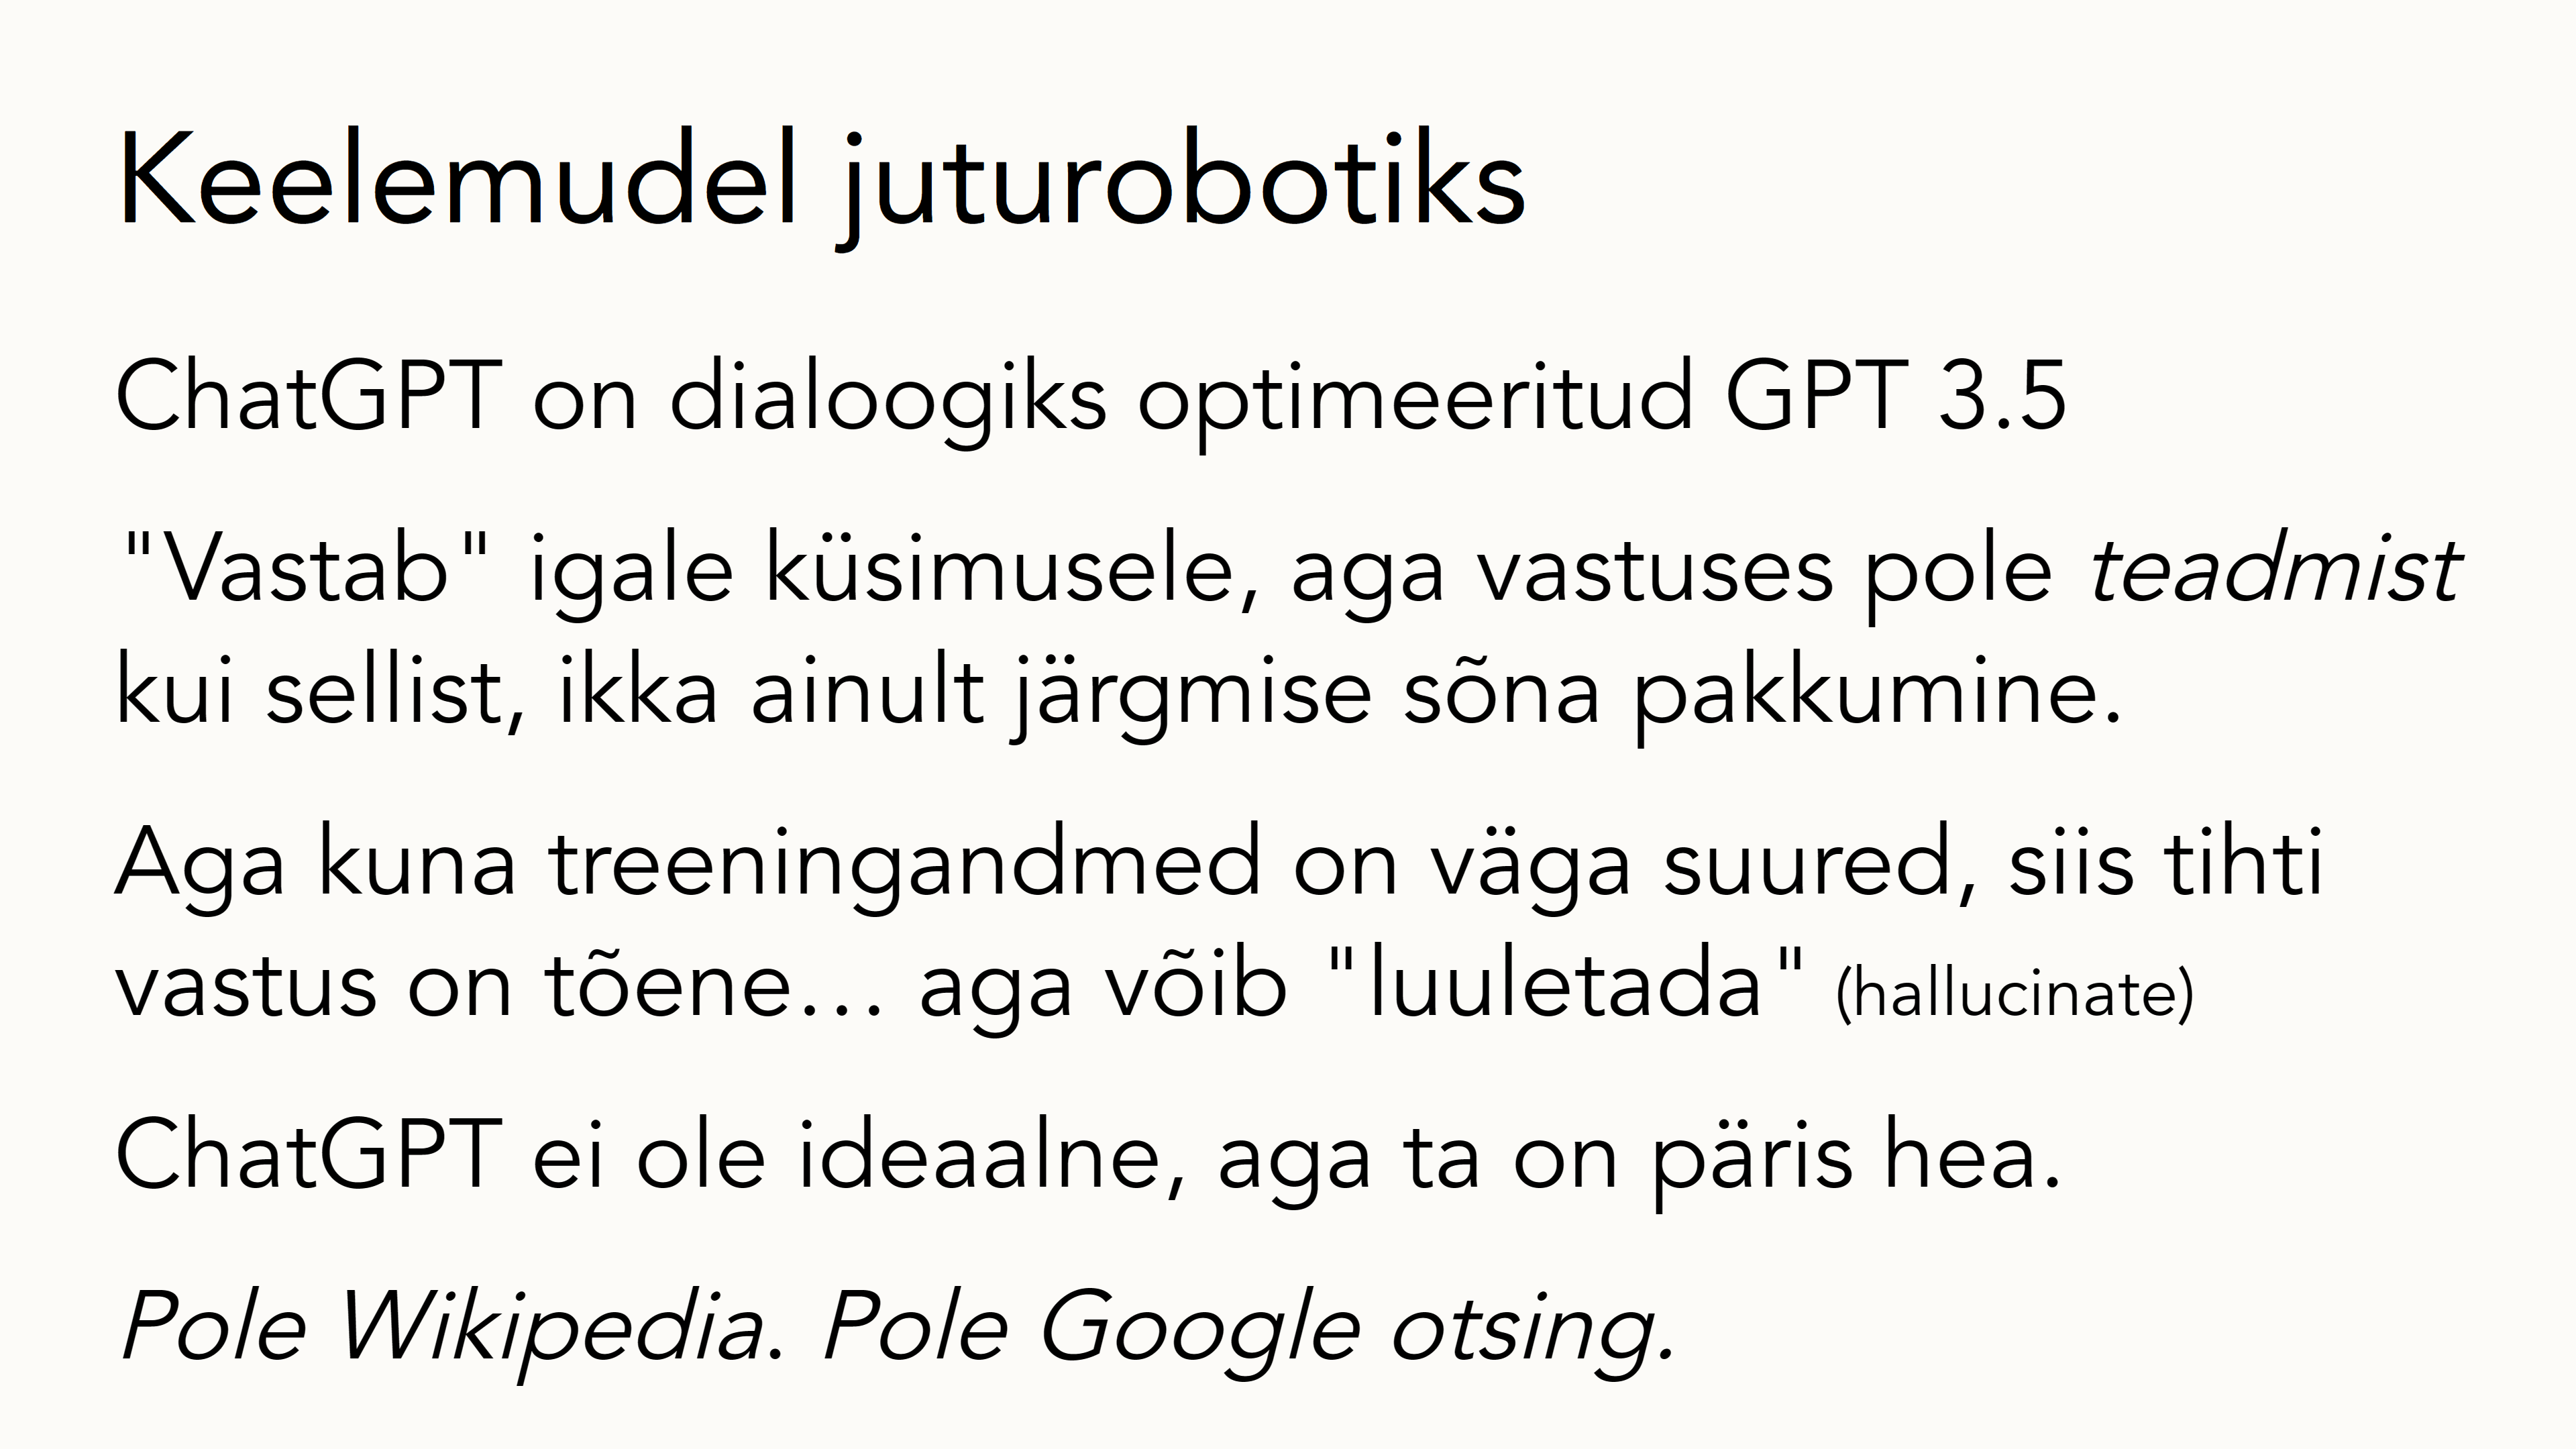 Keelemudel juturobotiks
ChatGPT on dialoogiks optimeeritud GPT 3.5
"Vastab" igale küsimusele, aga vastuses pole teadmist
kui sellist, ikka ainult järgmise sõna pakkumine.
Aga kuna treeningandmed on väga suured, siis tihti
vastus on tõene... aga võib "luuletada" (hallucinate)
ChatGPT ei ole ideaalne, aga ta on päris hea.
Pole Wikipedia. Pole Google otsing.